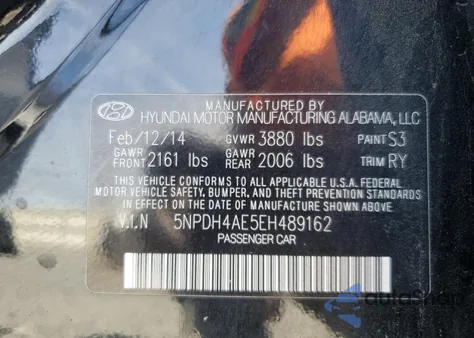 MANUFACTURED BY
HYUNDAI MOTOR MANUFACTURING ALABAMA, LLC
Feb/12/14 GVWR 3880 lbs PAINT S3
GAWR FRONT 2161 lbs GAWR REAR 2006 lbs TRIM RY
THIS VEHICLE CONFORMS TO ALL APPLICABLE U.S.A. FEDERAL
MOTOR VEHICLE SAFETY, BUMPER, AND THEFT PREVENTION STANDARDS
IN EFFECT ON THE DATE OF MANUFACTURE SHOWN ABOVE.
V.I.N 5NPDH4AE5EH489162
PASSENGER CAR